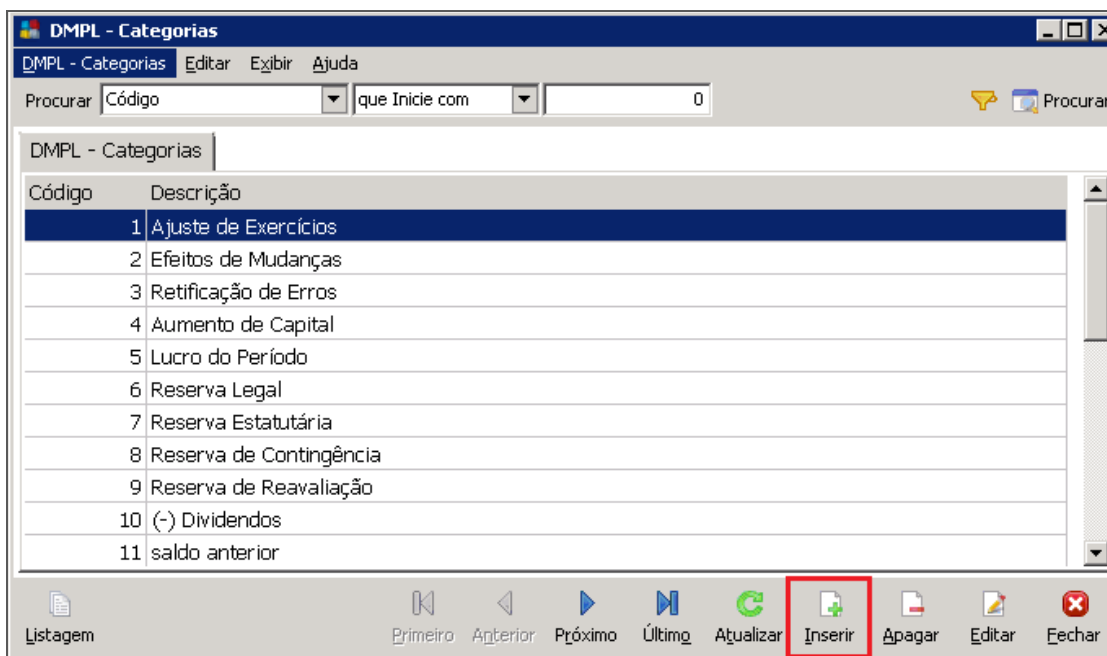 DMPL - Categorias
DMPL - Categorias Editar Exibir Ajuda
Procurar Código que Inicie com 0 Procurar
DMPL - Categorias
Código Descrição
1 Ajuste de Exercícios
2 Efeitos de Mudanças
3 Retificação de Erros
4 Aumento de Capital
5 Lucro do Período
6 Reserva Legal
7 Reserva Estatutária
8 Reserva de Contingência
9 Reserva de Reavaliação
10 (-) Dividendos
11 saldo anterior
Listagem Primeiro Anterior Próximo Último Atualizar Inserir Apagar Editar Fechar